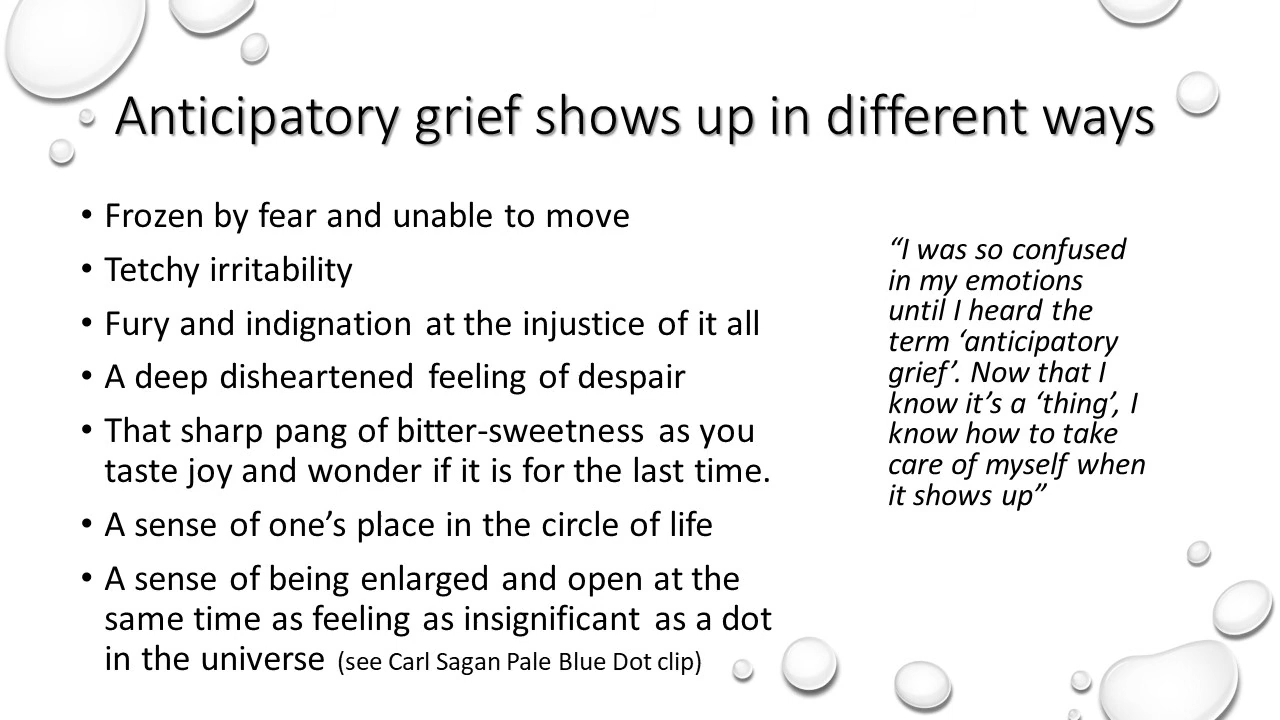 Anticipatory grief shows up in different ways
• Frozen by fear and unable to move
• Tetchy irritability
• Fury and indignation at the injustice of it all
• A deep disheartened feeling of despair
• That sharp pang of bitter-sweetness as you
taste joy and wonder if it is for the last time.
• A sense of one’s place in the circle of life
• A sense of being enlarged and open at the
same time as feeling as insignificant as a dot
in the universe (see Carl Sagan Pale Blue Dot clip)
“I was so confused
in my emotions
until I heard the
term ‘anticipatory
grief’. Now that I
know it’s a ‘thing’, I
know how to take
care of myself when
it shows up”